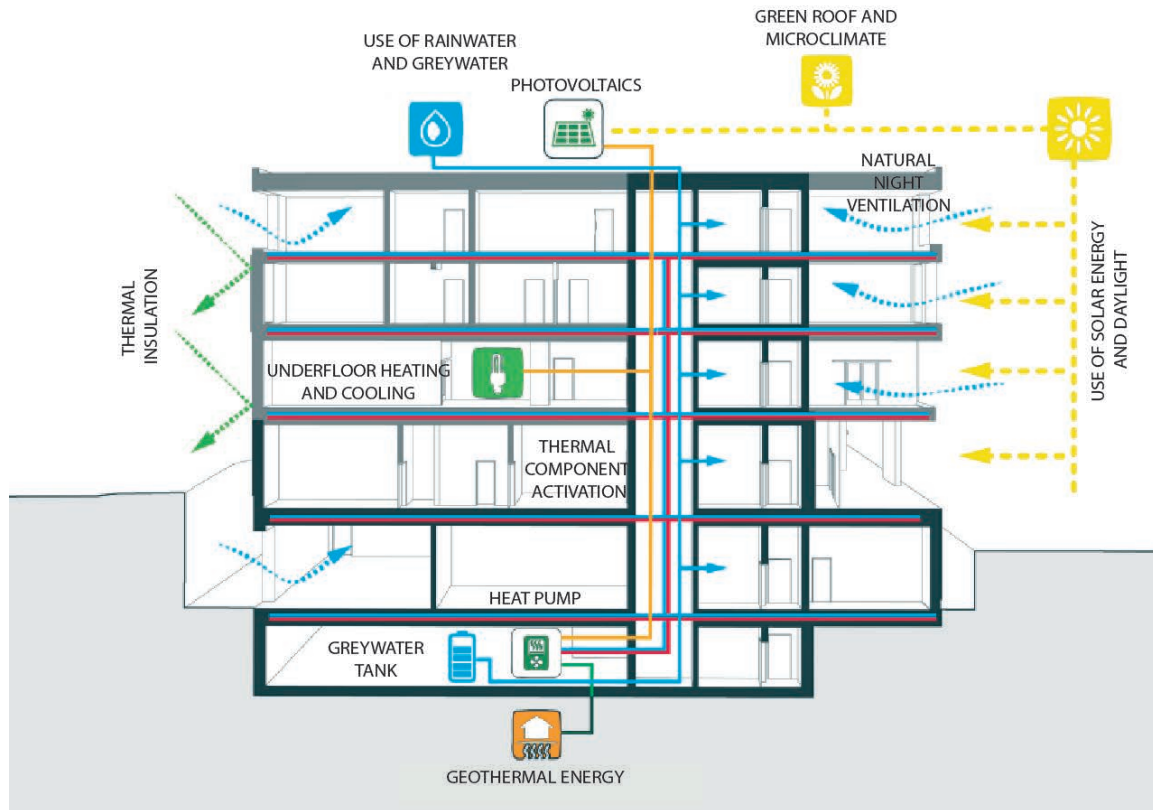 GREEN ROOF AND
MICROCLIMATE
USE OF RAINWATER
AND GREYWATER
PHOTOVOLTAICS
NATURAL
NIGHT
VENTILATION
THERMAL
INSULATION
USE OF SOLAR ENERGY
AND DAYLIGHT
UNDERFLOOR HEATING
AND COOLING
THERMAL
COMPONENT
ACTIVATION
HEAT PUMP
GREYWATER
TANK
GEOTHERMAL ENERGY